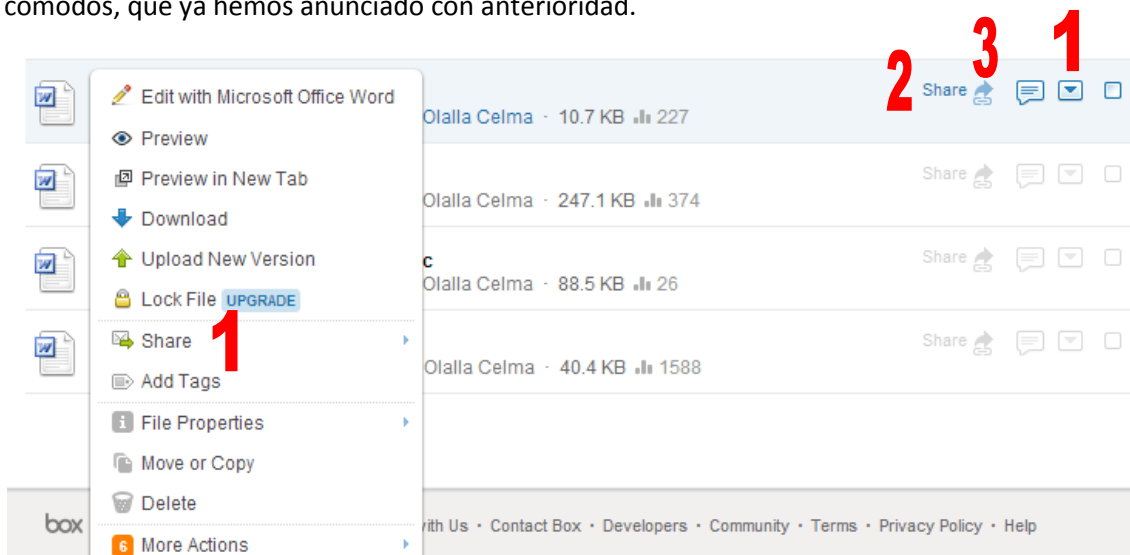 cómodos, que ya hemos anunciado con anterioridad.
3 1
2 Share
Edit with Microsoft Office Word
Olalla Celma · 10.7 KB 227
Preview
Preview in New Tab
Share
Olalla Celma · 247.1 KB 374
Download
Upload New Version
c
Share
Olalla Celma · 88.5 KB 26
Lock File UPGRADE
Share 1
Share
Olalla Celma · 40.4 KB 1588
Add Tags
File Properties
Move or Copy
Delete
box
with Us · Contact Box · Developers · Community · Terms · Privacy Policy · Help
6 More Actions